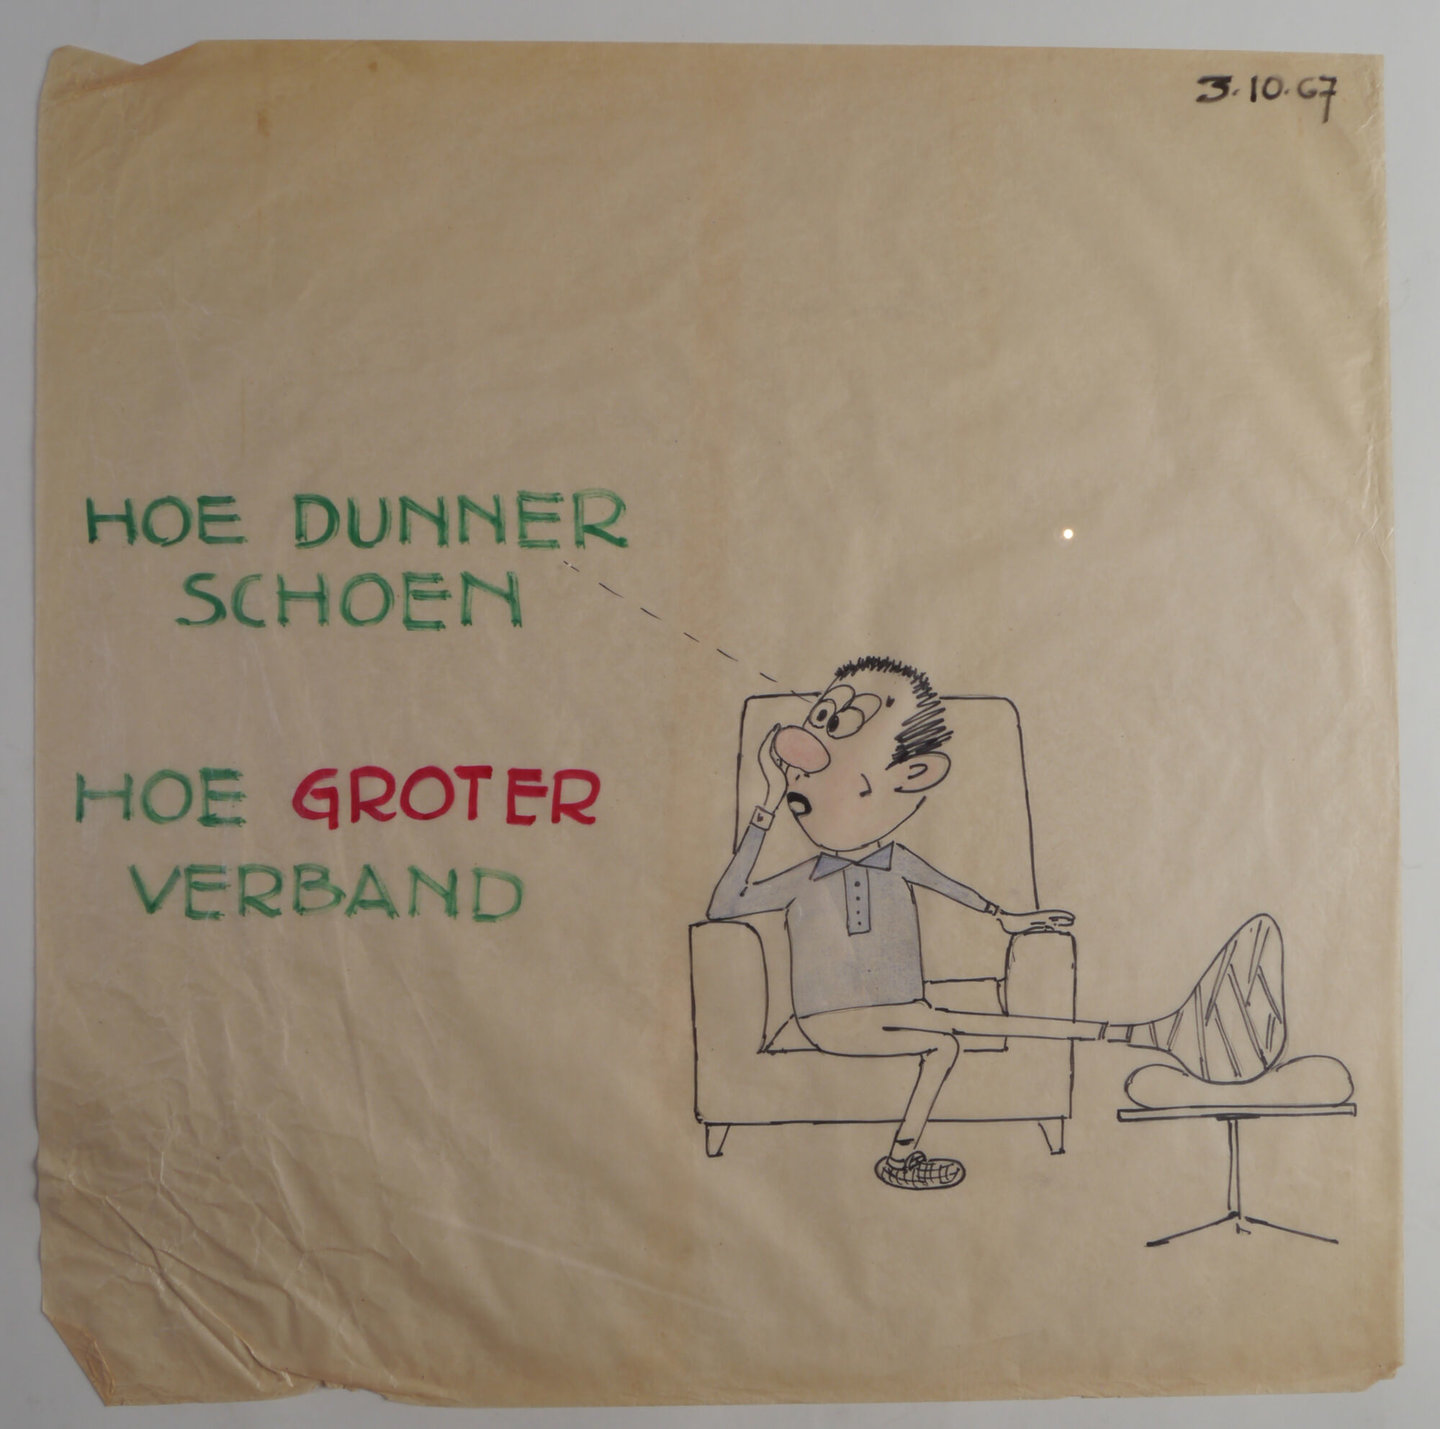 3.10.67
HOE DUNNER
SCHOEN
HOE GROTER
VERBAND